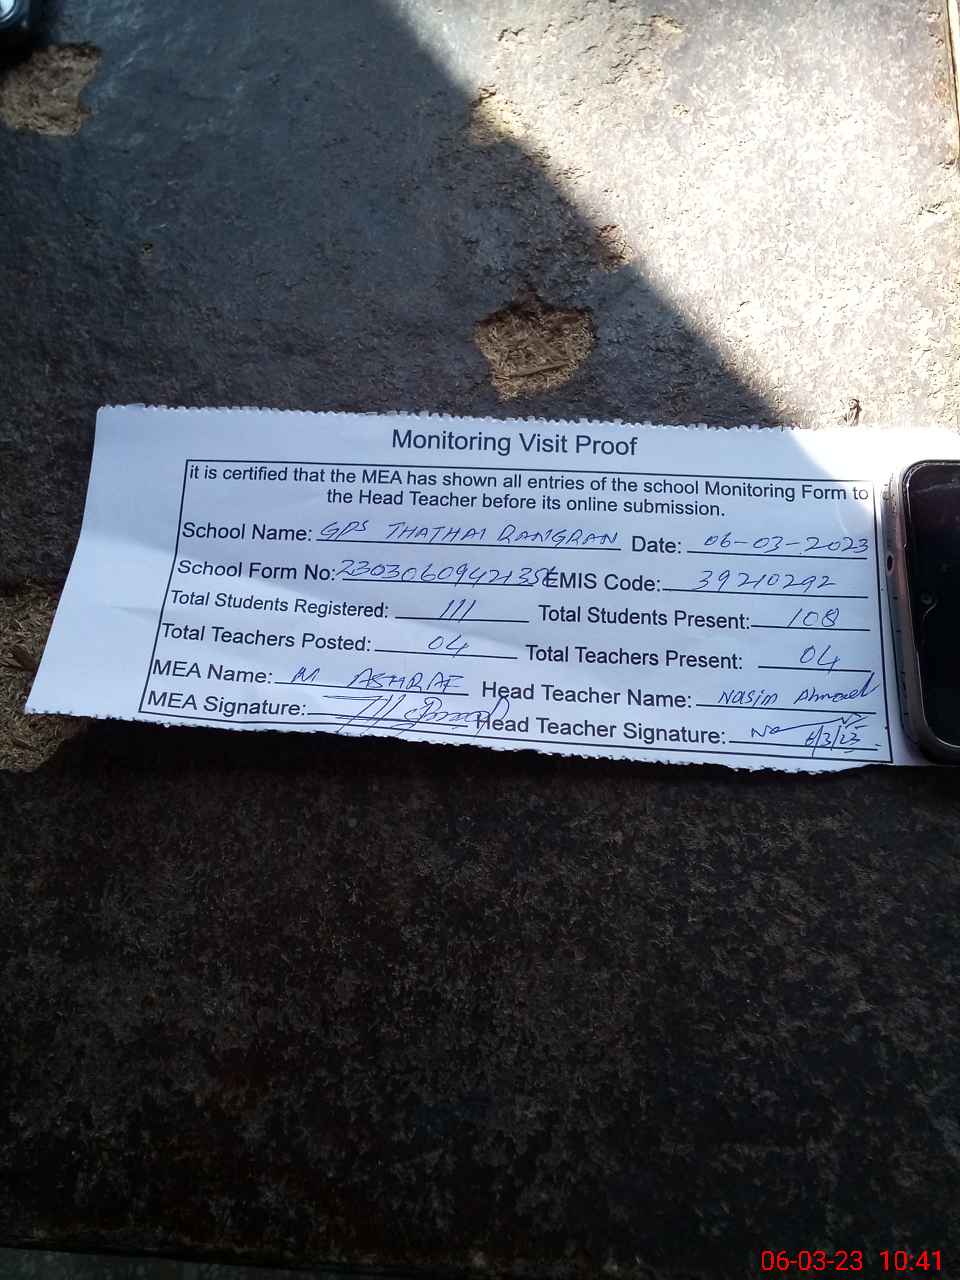 Monitoring Visit Proof
it is certified that the MEA has shown all entries of the school Monitoring Form to
the Head Teacher before its online submission.
School Name: GPS THATHAI RANGRAN Date: 06-03-2023
School Form No: EMIS Code: 39210292
Total Students Registered: 111 Total Students Present: 108
Total Teachers Posted: 04 Total Teachers Present: 04
MEA Name: M ASHRAF Head Teacher Name: Nasim Ahmad
MEA Signature: Head Teacher Signature: 6/3/23
06-03-23 10:41